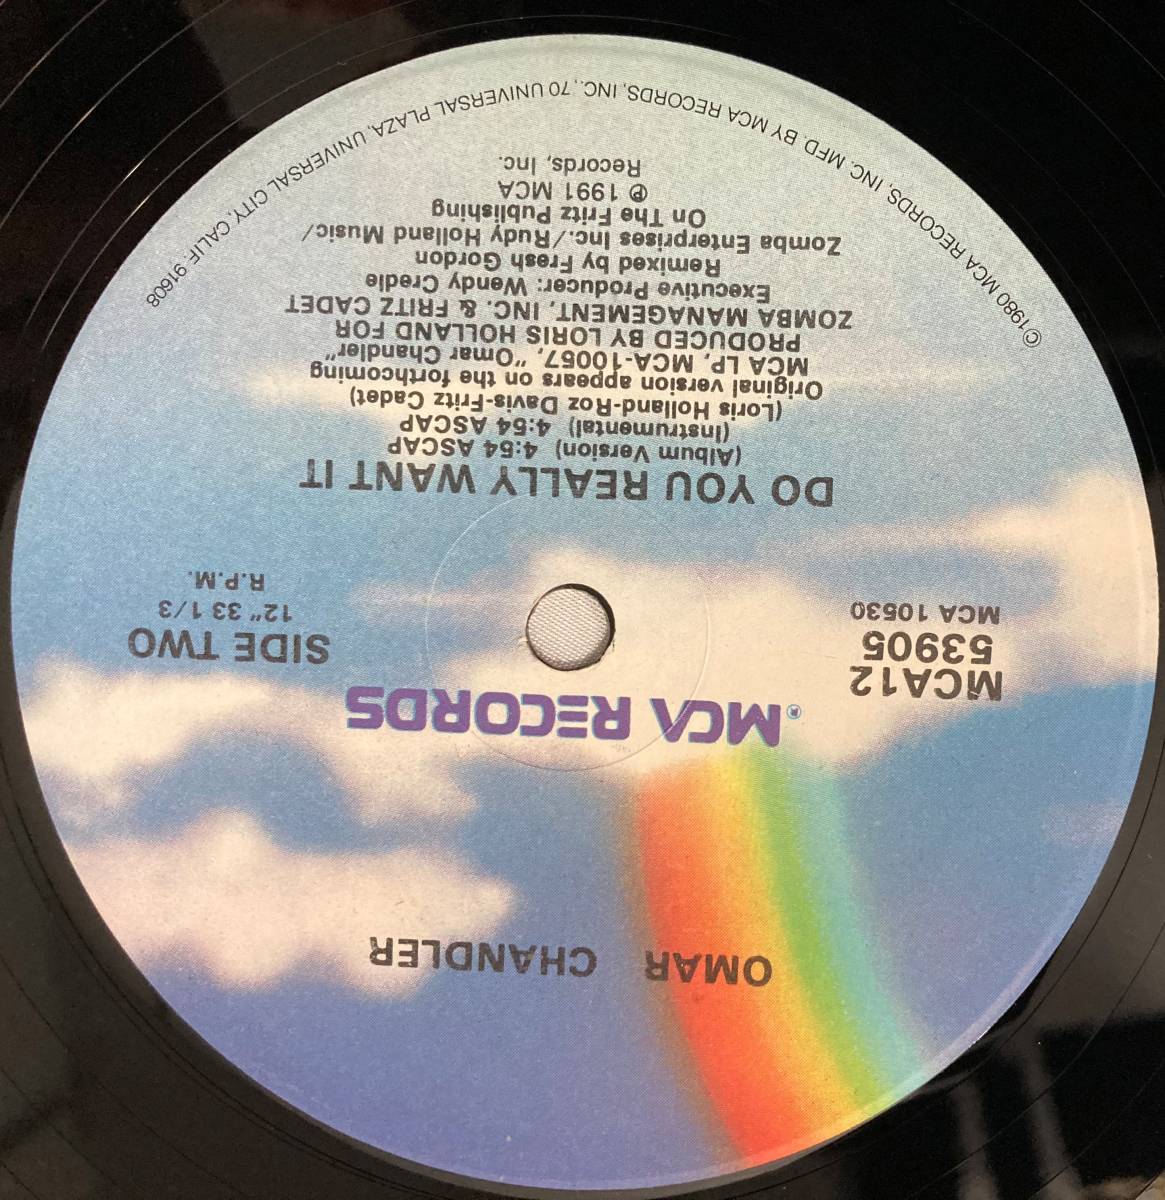 OMAR CHANDLER
MCA RECORDS®
MCA12
53905
MCA 10530
SIDE TWO
12" 33 1/3
R.P.M.
DO YOU REALLY WANT IT
(Album Version) 4:54 ASCAP
(Instrumental) 4:54 ASCAP
(Loris Holland-Roz Davis-Fritz Cadet)
Original version appears on the forthcoming
MCA LP, MCA-10057, "Omar Chandler"
PRODUCED BY LORIS HOLLAND FOR
ZOMBA MANAGEMENT, INC. & FRITZ CADET
Executive Producer: Wendy Credle
Remixed by Fresh Gordon
Zomba Enterprises Inc./Rudy Holland Music/
On The Fritz Publishing
℗ 1991 MCA
Records, Inc.
©1980 MCA RECORDS, INC. MFD. BY MCA RECORDS, INC., 70 UNIVERSAL PLAZA, UNIVERSAL CITY, CALIF. 91608